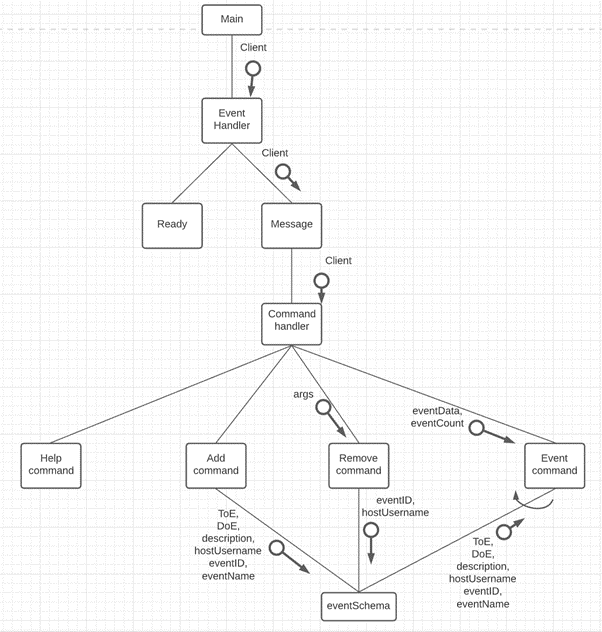 Main
Client
Event
Handler
Client
Ready
Message
Client
Command
handler
args
eventData,
eventCount
Help
command
Add
command
Remove
command
Event
command
ToE,
DoE,
description,
hostUsername
eventID,
eventName
eventID,
hostUsername
ToE,
DoE,
description,
hostUsername
eventID,
eventName
eventSchema